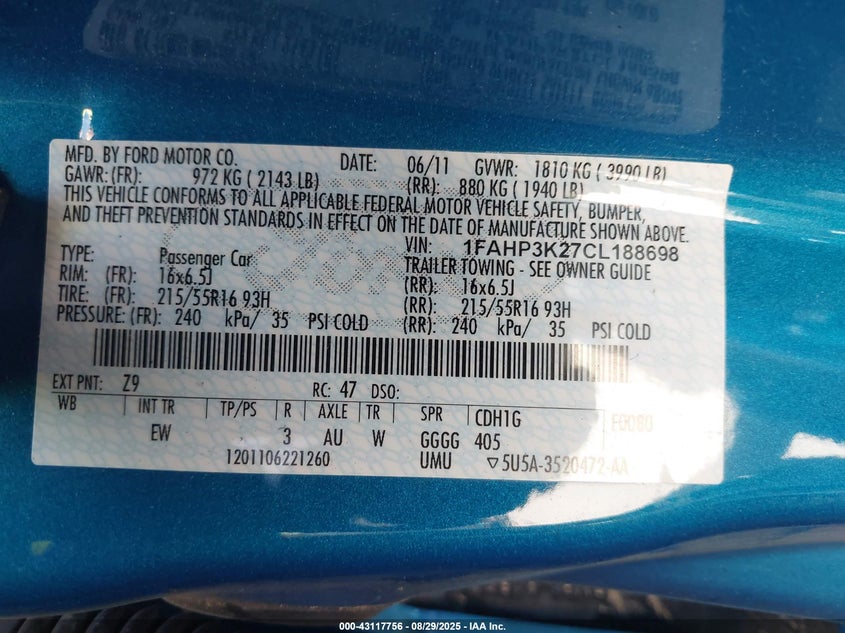 MFD. BY FORD MOTOR CO. DATE: 06/11 GVWR: 1810 KG ( 3990 LB)
GAWR: (FR): 972 KG ( 2143 LB) (RR): 880 KG ( 1940 LB)
THIS VEHICLE CONFORMS TO ALL APPLICABLE FEDERAL MOTOR VEHICLE SAFETY, BUMPER,
AND THEFT PREVENTION STANDARDS IN EFFECT ON THE DATE OF MANUFACTURE SHOWN ABOVE.
VIN: 1FAHP3K27CL188698
TYPE: Passenger Car TRAILER TOWING - SEE OWNER GUIDE
RIM: (FR): 16x6.5J (RR): 16x6.5J
TIRE: (FR): 215/55R16 93H (RR): 215/55R16 93H
PRESSURE: (FR): 240 kPa/ 35 PSI COLD (RR): 240 kPa/ 35 PSI COLD
EXT PNT: Z9 RC: 47 DSO:
WB INT TR TP/PS R AXLE TR SPR CDH1G E0080
EW 3 AU W GGGG 405
1201106221260 UMU ▽5U5A-3520472-AA
000-43117756 - 08/29/2025 - IAA Inc.